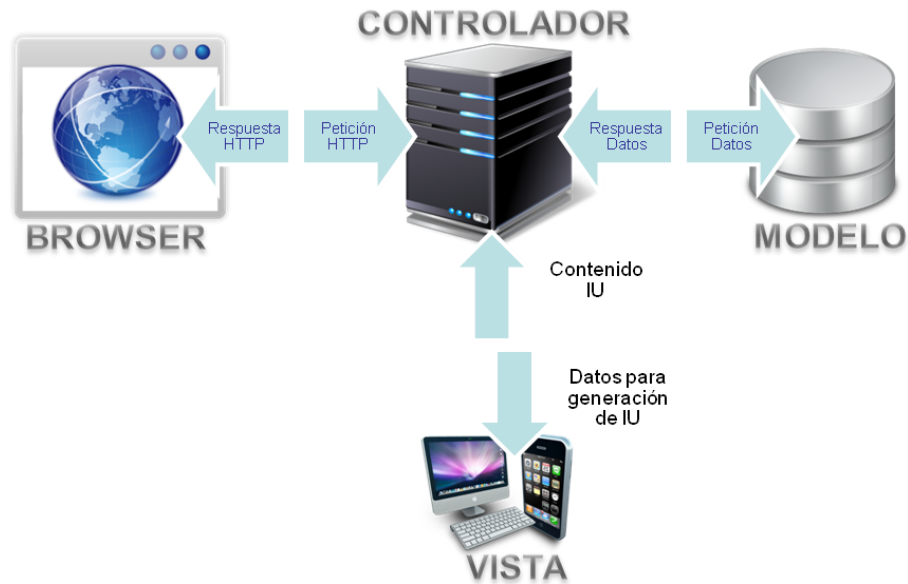 CONTROLADOR
Respuesta
HTTP
Petición
HTTP
Respuesta
Datos
Petición
Datos
BROWSER
MODELO
Contenido
IU
Datos para
generación
de IU
VISTA